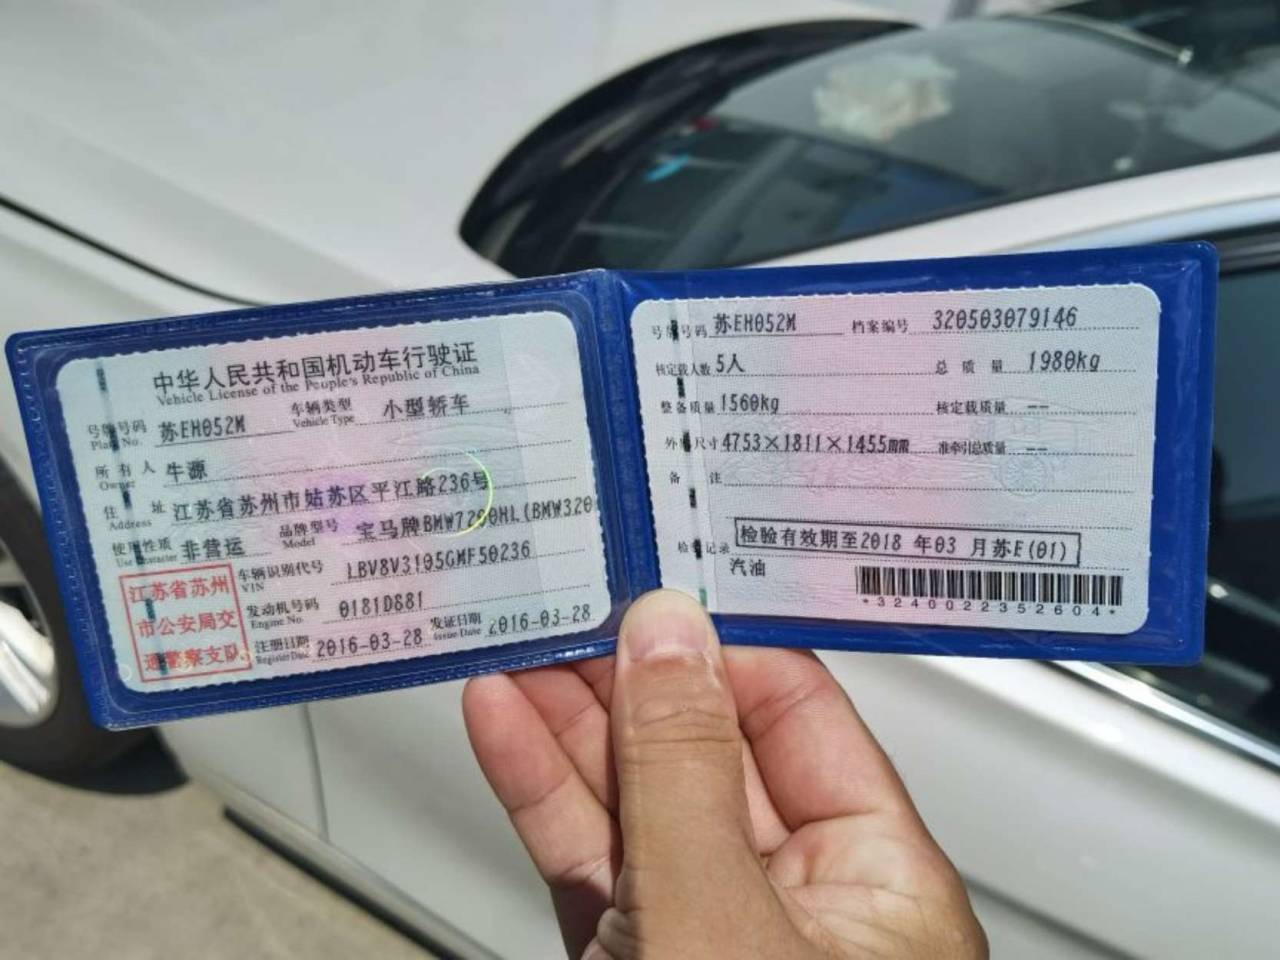 中华人民共和国机动车行驶证
Vehicle License of the People's Republic of China
号牌号码 苏EH052M 车辆类型 小型轿车
Plate No. Vehicle Type
所有人 牛源
Owner
住址 江苏省苏州市姑苏区平江路236号
Address
使用性质 非营运 品牌型号 宝马牌BMW7200HL(BMW320
Use Character Model
江苏省苏州
市公安局交
通警察支队
车辆识别代号 LBV8V3105GMF50236
VIN
发动机号码 0181D881
Engine No.
注册日期 2016-03-28 发证日期 2016-03-28
Register Date Issue Date
号牌号码 苏EH052M 档案编号 320503079146
核定载人数 5人 总质量 1980kg
整备质量 1560kg 核定载质量 --
外廓尺寸 4753×1811×1455mm 准牵引总质量 --
备注
检验记录 检验有效期至2018 年03 月苏E(01)
汽油
*3240022352604*